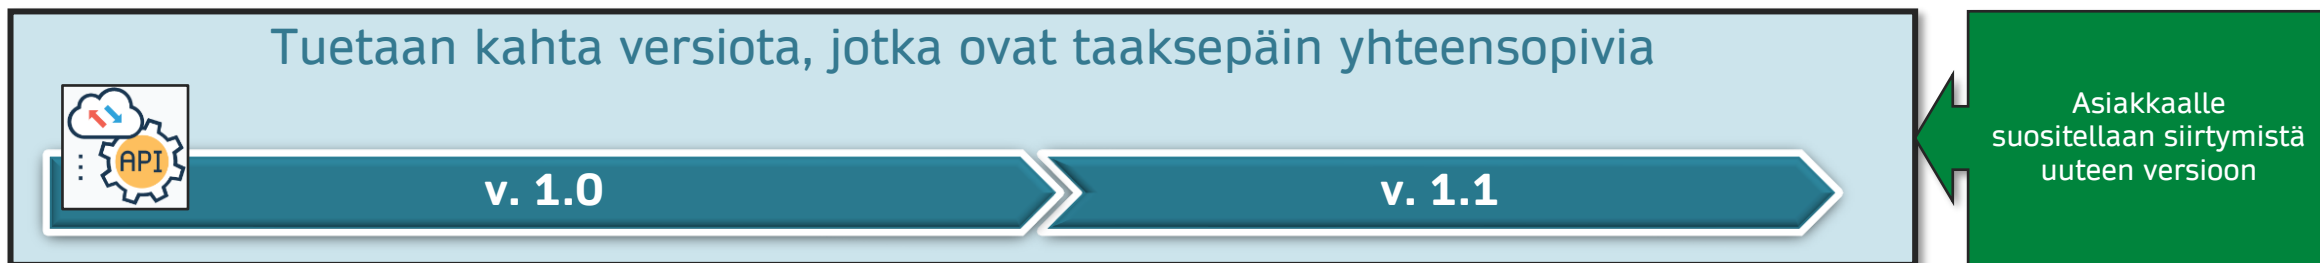 Tuetaan kahta versiota, jotka ovat taaksepäin yhteensopivia
API
v. 1.0
v. 1.1
Asiakkaalle
suositellaan siirtymistä
uuteen versioon